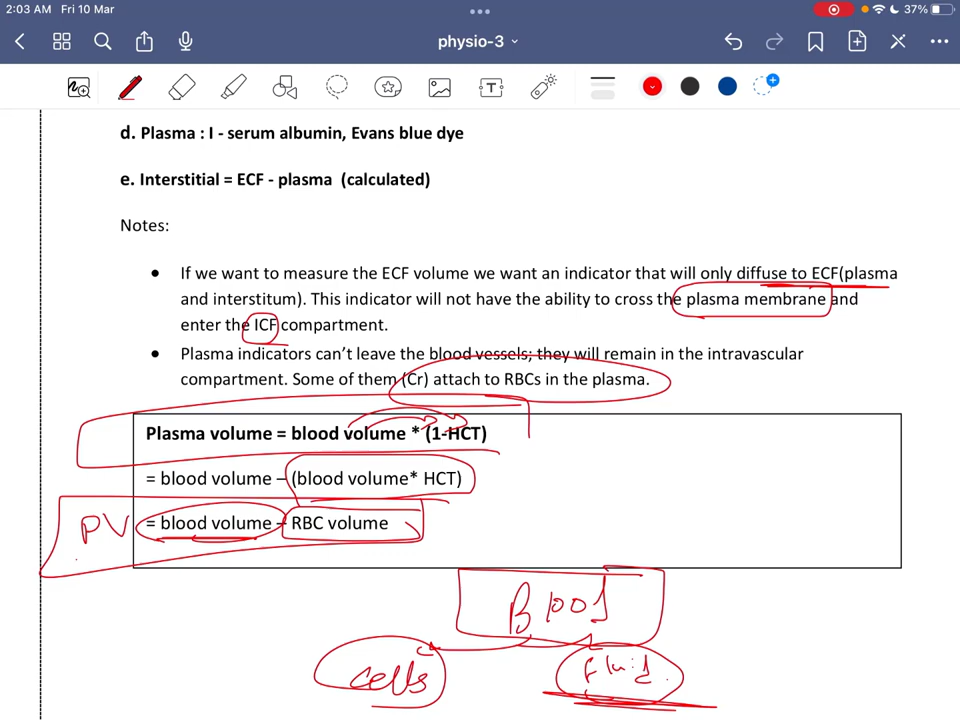 2:03 AM Fri 10 Mar
37%
physio-3
d. Plasma : I - serum albumin, Evans blue dye
e. Interstitial = ECF - plasma (calculated)
Notes:
• If we want to measure the ECF volume we want an indicator that will only diffuse to ECF(plasma
and interstitum). This indicator will not have the ability to cross the plasma membrane and
enter the ICF compartment.
• Plasma indicators can't leave the blood vessels; they will remain in the intravascular
compartment. Some of them (Cr) attach to RBCs in the plasma.
Plasma volume = blood volume * (1-HCT)
= blood volume – (blood volume* HCT)
PV = blood volume - RBC volume
Blood
cells fluid